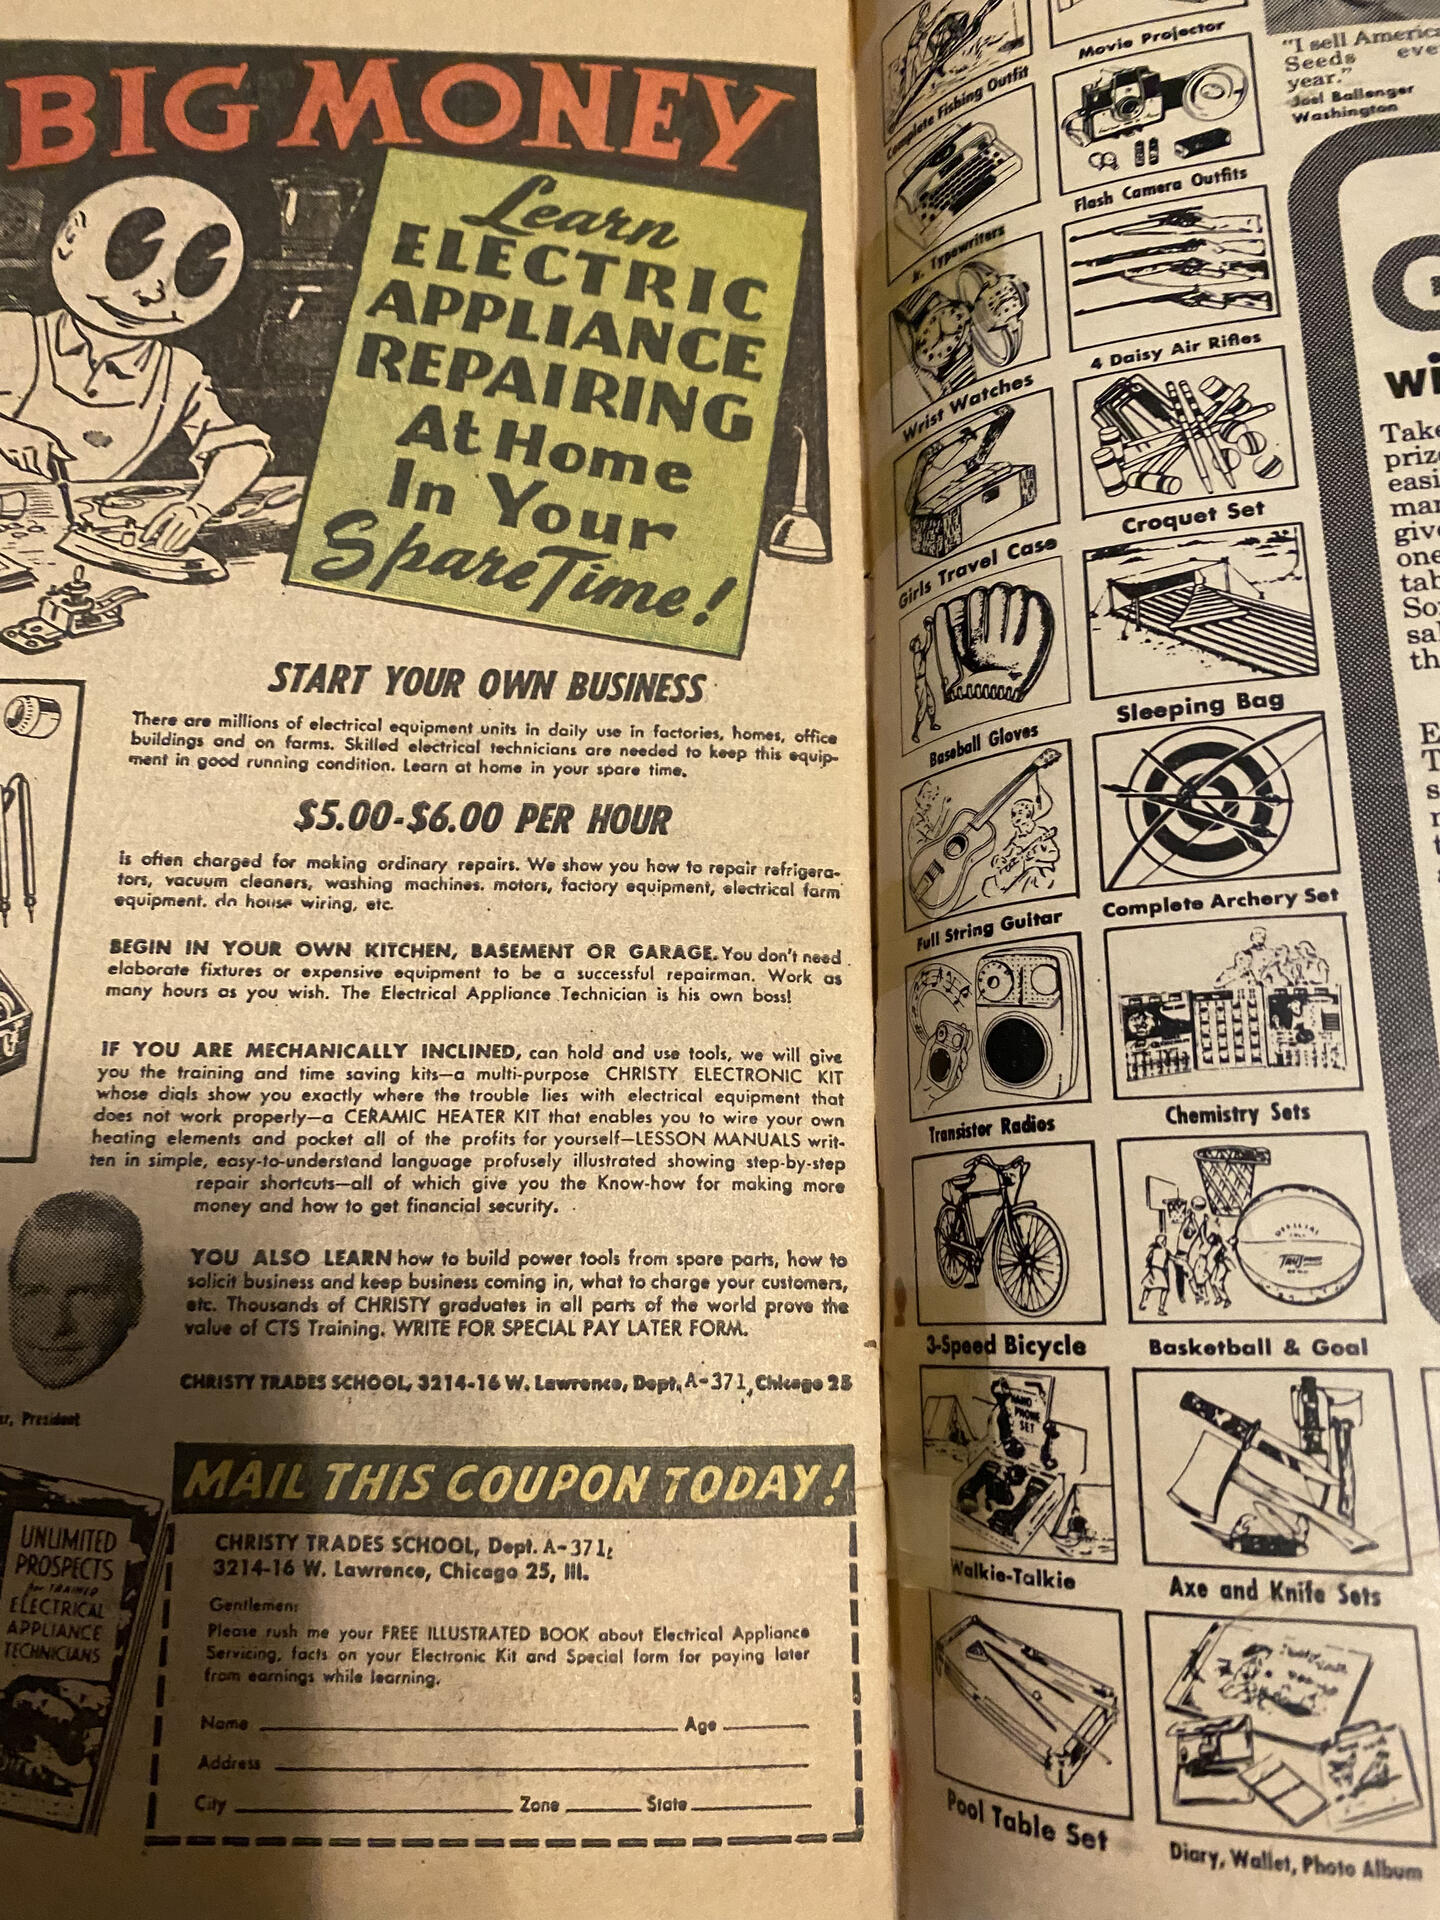 BIG MONEY
Learn
ELECTRIC
APPLIANCE
REPAIRING
At Home
In Your
Spare Time!
START YOUR OWN BUSINESS
There are millions of electrical equipment units in daily use in factories, homes, office
buildings and on farms. Skilled electrical technicians are needed to keep this equip-
ment in good running condition. Learn at home in your spare time.
$5.00-$6.00 PER HOUR
is often charged for making ordinary repairs. We show you how to repair refrigera-
tors, vacuum cleaners, washing machines. motors, factory equipment, electrical farm
equipment. do house wiring, etc.
BEGIN IN YOUR OWN KITCHEN, BASEMENT OR GARAGE. You don't need
elaborate fixtures or expensive equipment to be a successful repairman. Work as
many hours as you wish. The Electrical Appliance Technician is his own boss!
IF YOU ARE MECHANICALLY INCLINED, can hold and use tools, we will give
you the training and time saving kits—a multi-purpose CHRISTY ELECTRONIC KIT
whose dials show you exactly where the trouble lies with electrical equipment that
does not work properly—a CERAMIC HEATER KIT that enables you to wire your own
heating elements and pocket all of the profits for yourself—LESSON MANUALS writ-
ten in simple, easy-to-understand language profusely illustrated showing step-by-step
repair shortcuts—all of which give you the Know-how for making more
money and how to get financial security.
YOU ALSO LEARN how to build power tools from spare parts, how to
solicit business and keep business coming in, what to charge your customers,
etc. Thousands of CHRISTY graduates in all parts of the world prove the
value of CTS Training. WRITE FOR SPECIAL PAY LATER FORM.
CHRISTY TRADES SCHOOL, 3214-16 W. Lawrence, Dept. A-371, Chicago 25
President
UNLIMITED
PROSPECTS
for TRAINED
ELECTRICAL
APPLIANCE
TECHNICIANS
MAIL THIS COUPON TODAY!
CHRISTY TRADES SCHOOL, Dept. A-371,
3214-16 W. Lawrence, Chicago 25, Ill.
Gentlemen:
Please rush me your FREE ILLUSTRATED BOOK about Electrical Appliance
Servicing, facts on your Electronic Kit and Special form for paying later
from earnings while learning.
Name Age
Address
City Zone State
Movie Projector
Complete Fishing Outfit
Flash Camera Outfits
Jr. Typewriters
4 Daisy Air Rifles
Wrist Watches
Croquet Set
Girls Travel Case
Sleeping Bag
Baseball Gloves
Complete Archery Set
Full String Guitar
Chemistry Sets
Transistor Radios
OFFICIAL
3-Speed Bicycle
Basketball & Goal
HAND
PHONE
SET
Walkie-Talkie
Axe and Knife Sets
Pool Table Set
Diary, Wallet, Photo Album
"I sell America
Seeds eve
year."
Joel Ballenger
Washington
G
wi
Take
priz
easi
man
giv
one
tab
So
sal
th
E
T
s